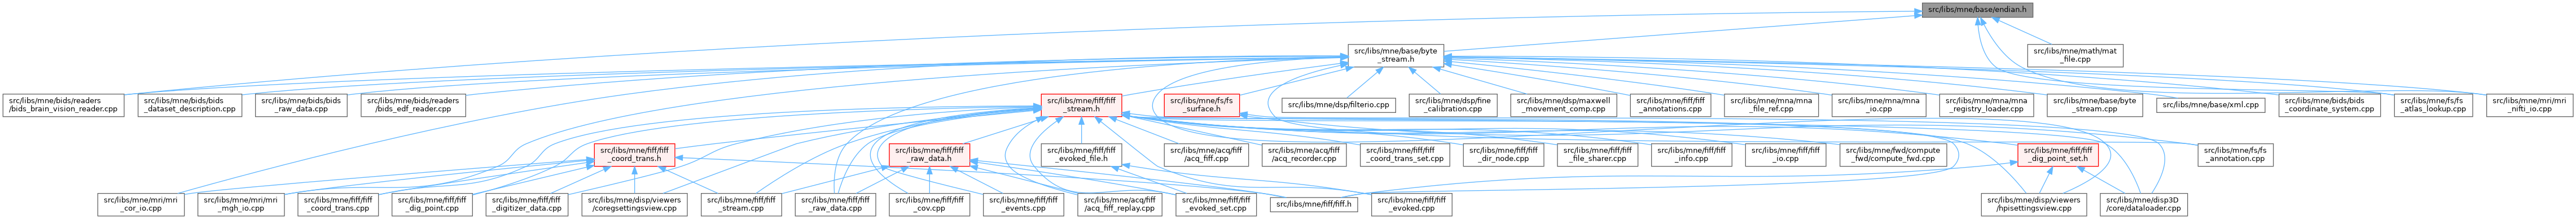 src/libs/mne/base/endian.h
src/libs/mne/base/byte
_stream.h
src/libs/mne/math/mat
_file.cpp
src/libs/mne/bids/readers
/bids_brain_vision_reader.cpp
src/libs/mne/bids/bids
_dataset_description.cpp
src/libs/mne/bids/bids
_raw_data.cpp
src/libs/mne/bids/readers
/bids_edf_reader.cpp
src/libs/mne/fiff/fiff
_stream.h
src/libs/mne/fs/fs
_surface.h
src/libs/mne/dsp/filterio.cpp
src/libs/mne/dsp/fine
_calibration.cpp
src/libs/mne/dsp/maxwell
_movement_comp.cpp
src/libs/mne/fiff/fiff
_annotations.cpp
src/libs/mne/mna/mna
_file_ref.cpp
src/libs/mne/mna/mna
_io.cpp
src/libs/mne/mna/mna
_registry_loader.cpp
src/libs/mne/base/byte
_stream.cpp
src/libs/mne/base/xml.cpp
src/libs/mne/bids/bids
_coordinate_system.cpp
src/libs/mne/fs/fs
_atlas_lookup.cpp
src/libs/mne/mri/mri
_nifti_io.cpp
src/libs/mne/fiff/fiff
_coord_trans.h
src/libs/mne/fiff/fiff
_raw_data.h
src/libs/mne/fiff/fiff
_evoked_file.h
src/libs/mne/acq/fiff
/acq_fiff.cpp
src/libs/mne/acq/fiff
/acq_recorder.cpp
src/libs/mne/fiff/fiff
_coord_trans_set.cpp
src/libs/mne/fiff/fiff
_dir_node.cpp
src/libs/mne/fiff/fiff
_file_sharer.cpp
src/libs/mne/fiff/fiff
_info.cpp
src/libs/mne/fiff/fiff
_io.cpp
src/libs/mne/fwd/compute
_fwd/compute_fwd.cpp
src/libs/mne/fiff/fiff
_dig_point_set.h
src/libs/mne/fs/fs
_annotation.cpp
src/libs/mne/mri/mri
_cor_io.cpp
src/libs/mne/mri/mri
_mgh_io.cpp
src/libs/mne/fiff/fiff
_coord_trans.cpp
src/libs/mne/fiff/fiff
_dig_point.cpp
src/libs/mne/fiff/fiff
_digitizer_data.cpp
src/libs/mne/disp/viewers
/coregsettingsview.cpp
src/libs/mne/fiff/fiff
_stream.cpp
src/libs/mne/fiff/fiff
_raw_data.cpp
src/libs/mne/fiff/fiff
_cov.cpp
src/libs/mne/fiff/fiff
_events.cpp
src/libs/mne/acq/fiff
/acq_fiff_replay.cpp
src/libs/mne/fiff/fiff
_evoked_set.cpp
src/libs/mne/fiff/fiff.h
src/libs/mne/fiff/fiff
_evoked.cpp
src/libs/mne/disp/viewers
/hpisettingsview.cpp
src/libs/mne/disp3D
/core/dataloader.cpp